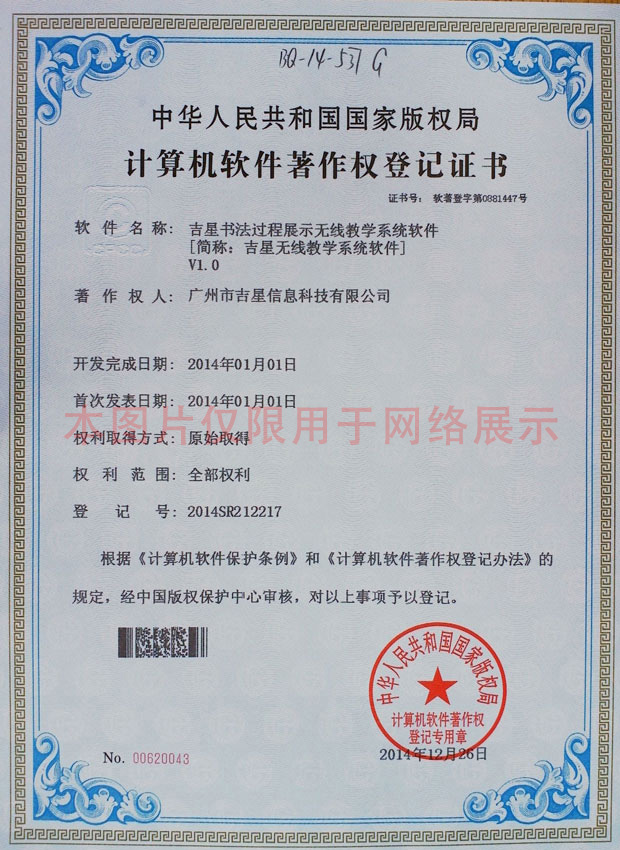 BQ-14-537 G
中华人民共和国国家版权局
计算机软件著作权登记证书
证书号： 软著登字第0881447号
软件名称： 吉星书法过程展示无线教学系统软件
[简称：吉星无线教学系统软件]
V1.0
著作权人： 广州市吉星信息科技有限公司
开发完成日期： 2014年01月01日
首次发表日期： 2014年01月01日
本图片仅限用于网络展示
权利取得方式： 原始取得
权利范围： 全部权利
登记号： 2014SR212217
根据《计算机软件保护条例》和《计算机软件著作权登记办法》的
规定，经中国版权保护中心审核，对以上事项予以登记。
中华人民共和国国家版权局
计算机软件著作权
登记专用章
No. 00620043
2014年12月26日